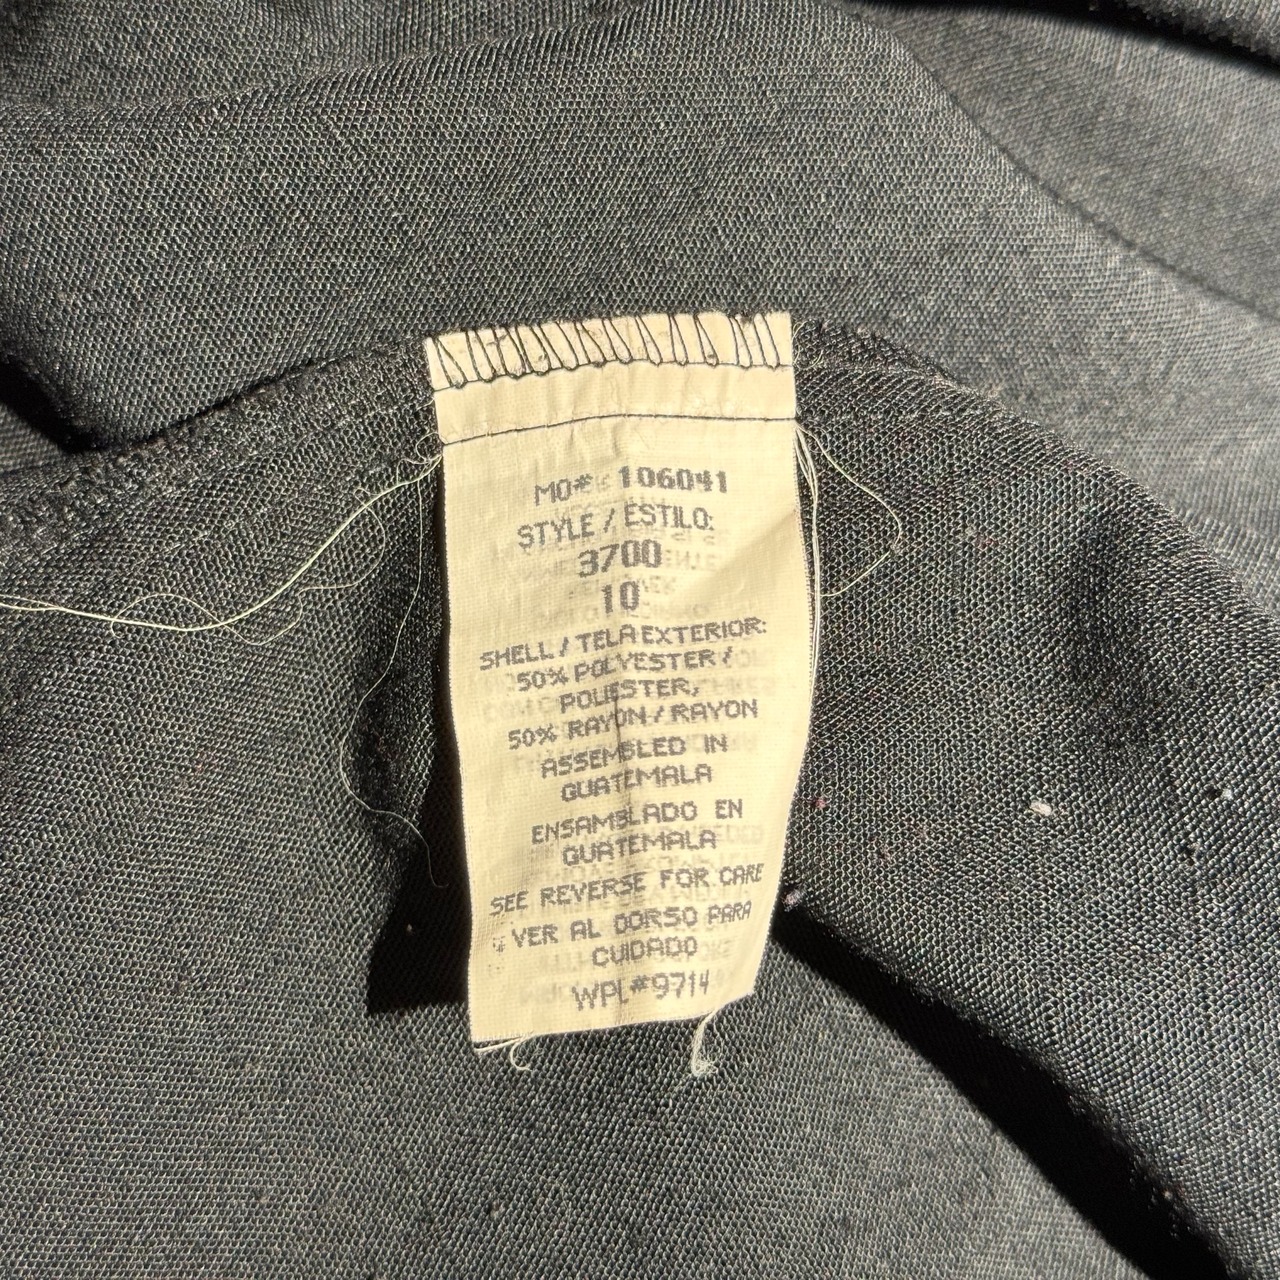 MO# 106041
STYLE / ESTILO:
3700
10
SHELL / TELA EXTERIOR:
50% POLYESTER /
POLIESTER,
50% RAYON / RAYON
ASSEMBLED IN
GUATEMALA
ENSAMBLADO EN
GUATEMALA
SEE REVERSE FOR CARE
VER AL DORSO PARA
CUIDADO
WPL#9714